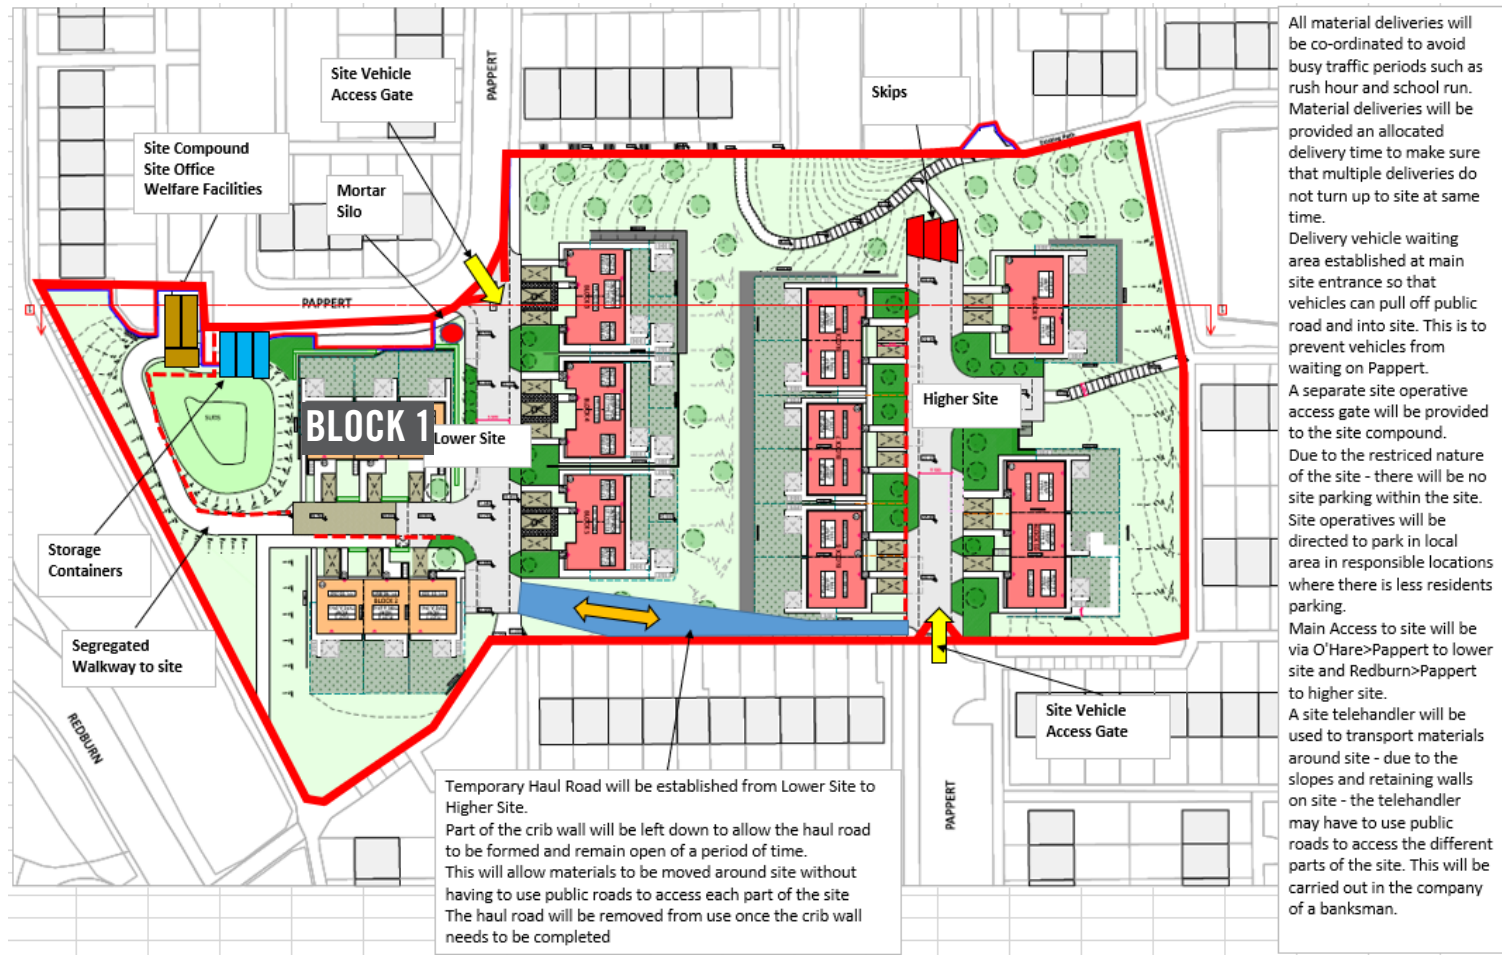 Site Vehicle
Access Gate
PAPPERT
Skips
Site Compound
Site Office
Welfare Facilities
Mortar
Silo
PAPPERT
SUDS
BLOCK 1
Lower Site
Higher Site
Storage
Containers
BLOCK 2
Segregated
Walkway to site
REDBURN
Site Vehicle
Access Gate
PAPPERT
Temporary Haul Road will be established from Lower Site to
Higher Site.
Part of the crib wall will be left down to allow the haul road
to be formed and remain open of a period of time.
This will allow materials to be moved around site without
having to use public roads to access each part of the site
The haul road will be removed from use once the crib wall
needs to be completed
All material deliveries will
be co-ordinated to avoid
busy traffic periods such as
rush hour and school run.
Material deliveries will be
provided an allocated
delivery time to make sure
that multiple deliveries do
not turn up to site at same
time.
Delivery vehicle waiting
area established at main
site entrance so that
vehicles can pull off public
road and into site. This is to
prevent vehicles from
waiting on Pappert.
A separate site operative
access gate will be provided
to the site compound.
Due to the restriced nature
of the site - there will be no
site parking within the site.
Site operatives will be
directed to park in local
area in responsible locations
where there is less residents
parking.
Main Access to site will be
via O'Hare>Pappert to lower
site and Redburn>Pappert
to higher site.
A site telehandler will be
used to transport materials
around site - due to the
slopes and retaining walls
on site - the telehandler
may have to use public
roads to access the different
parts of the site. This will be
carried out in the company
of a banksman.